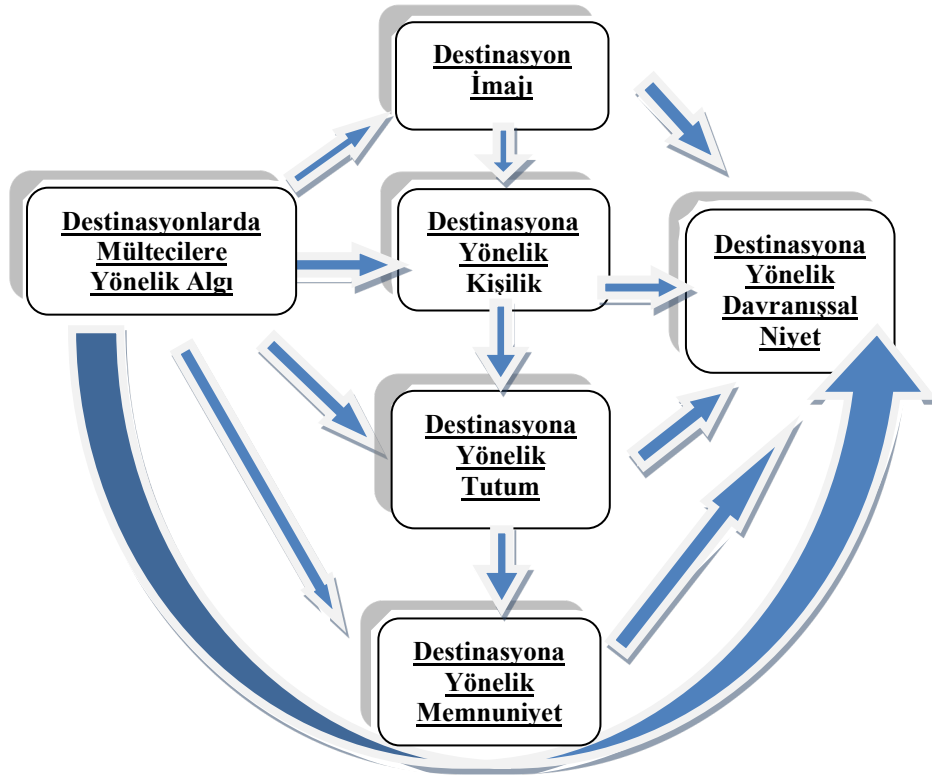 Destinasyon
İmajı
Destinasyonlarda
Mültecilere
Yönelik Algı
Destinasyona
Yönelik
Kişilik
Destinasyona
Yönelik
Davranışsal
Niyet
Destinasyona
Yönelik
Tutum
Destinasyona
Yönelik
Memnuniyet